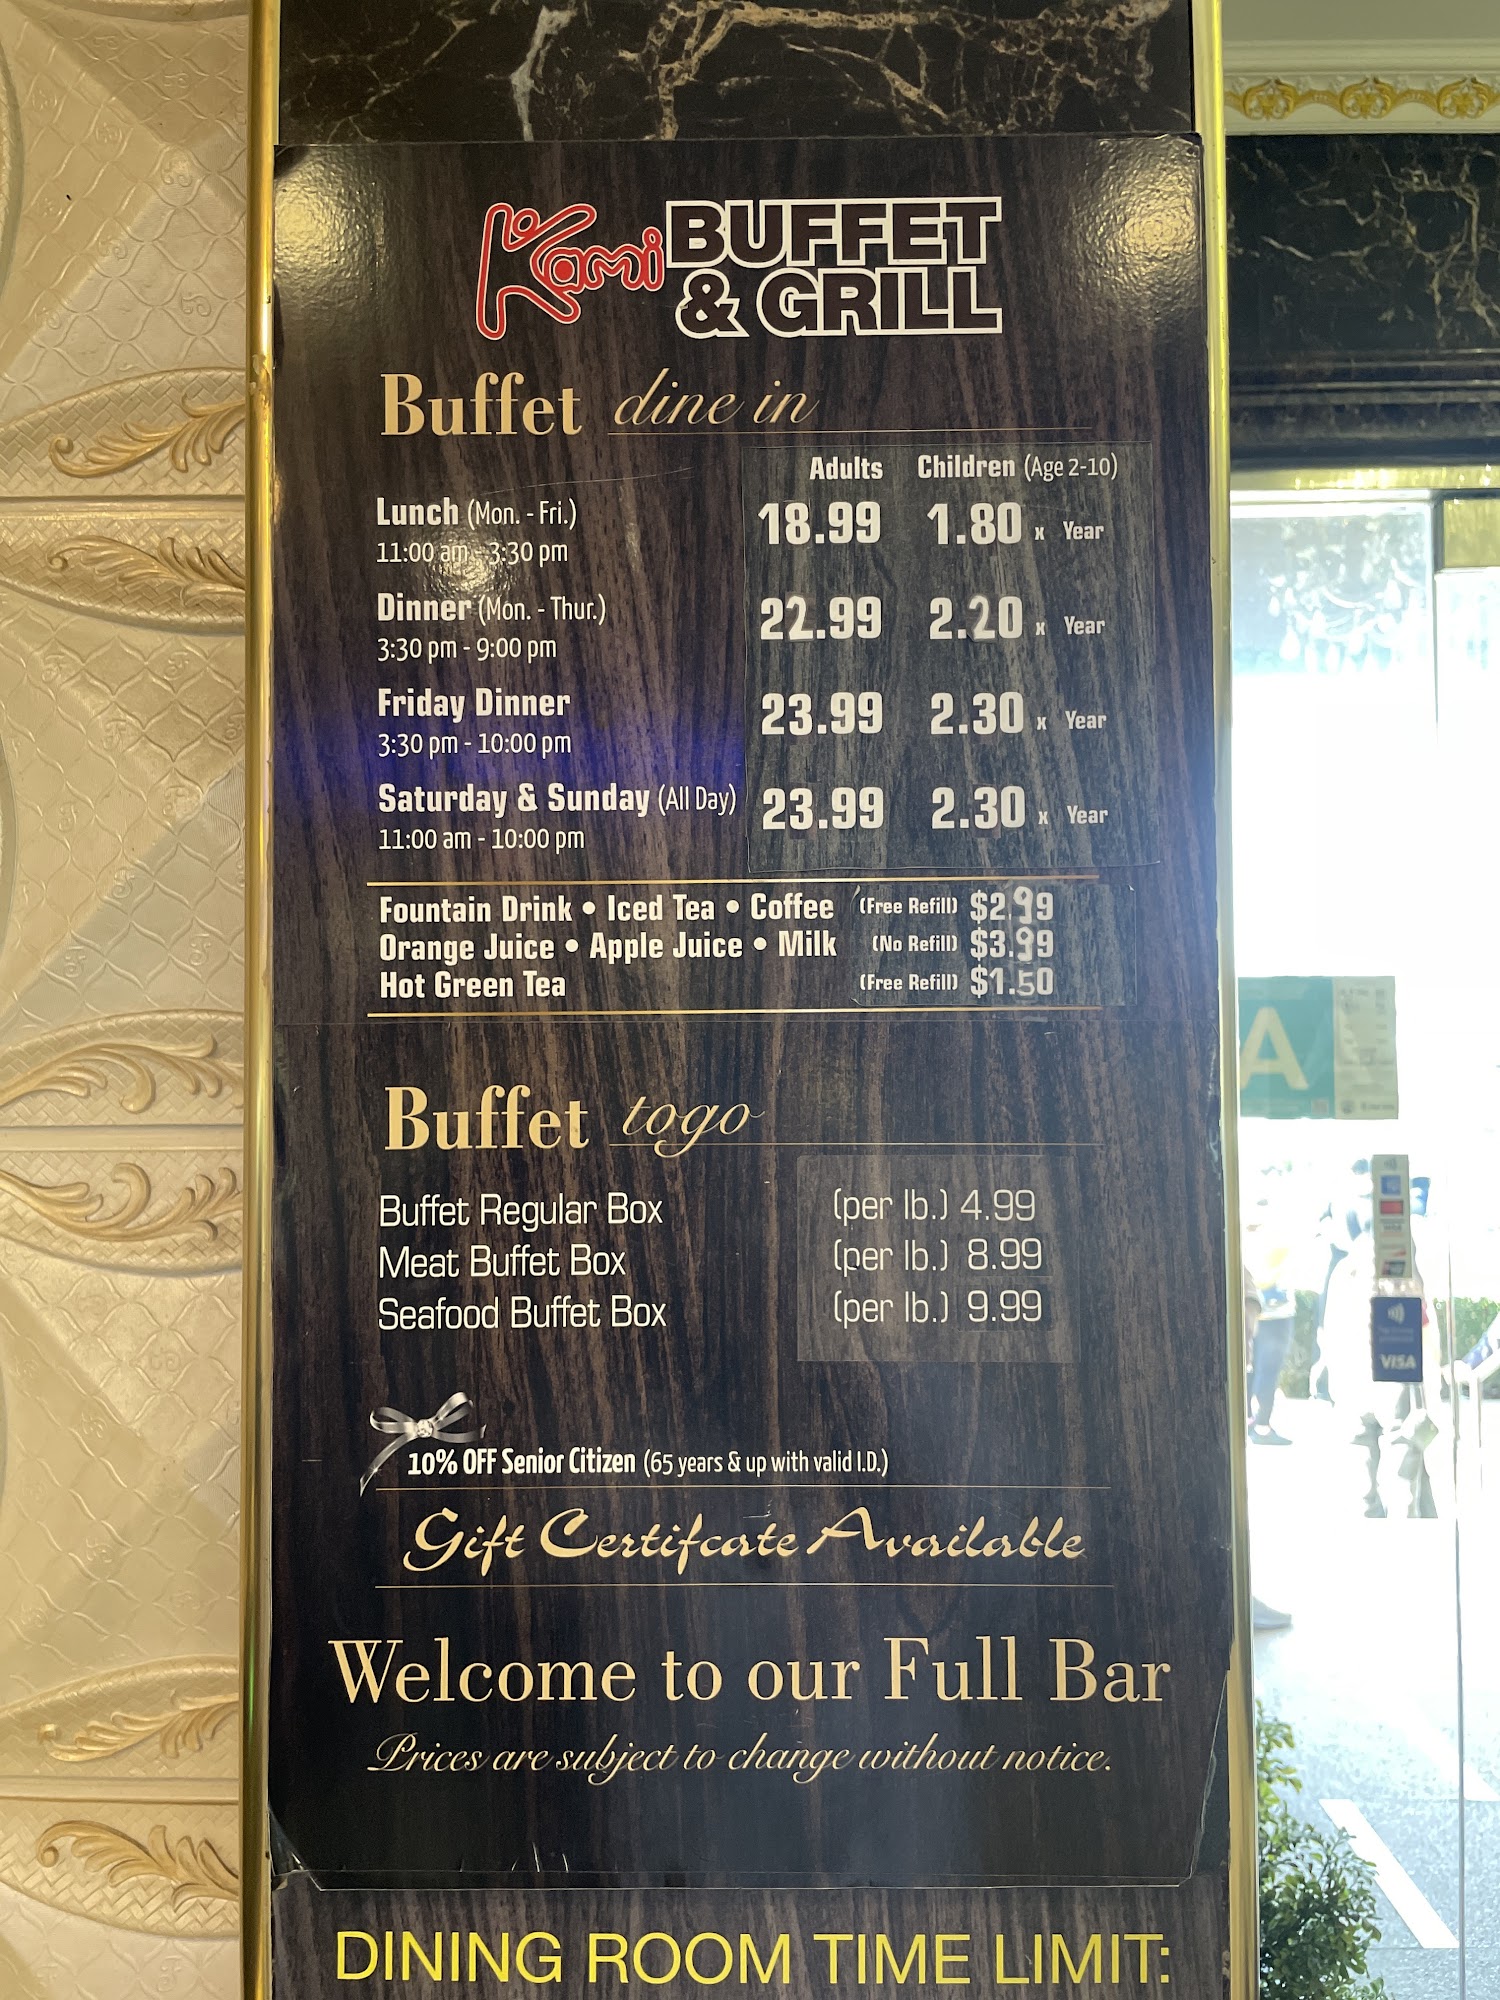 Kami BUFFET
& GRILL
Buffet dine in
Adults Children (Age 2-10)
Lunch (Mon. - Fri.) 18.99 1.80 x Year
11:00 am - 3:30 pm
Dinner (Mon. - Thur.) 22.99 2.20 x Year
3:30 pm - 9:00 pm
Friday Dinner 23.99 2.30 x Year
3:30 pm - 10:00 pm
Saturday & Sunday (All Day) 23.99 2.30 x Year
11:00 am - 10:00 pm
Fountain Drink • Iced Tea • Coffee (Free Refill) $2.99
Orange Juice • Apple Juice • Milk (No Refill) $3.99
Hot Green Tea (Free Refill) $1.50
Buffet togo
Buffet Regular Box (per lb.) 4.99
Meat Buffet Box (per lb.) 8.99
Seafood Buffet Box (per lb.) 9.99
10% OFF Senior Citizen (65 years & up with valid I.D.)
Gift Certifcate Available
Welcome to our Full Bar
Prices are subject to change without notice.
DINING ROOM TIME LIMIT:
A
VISA